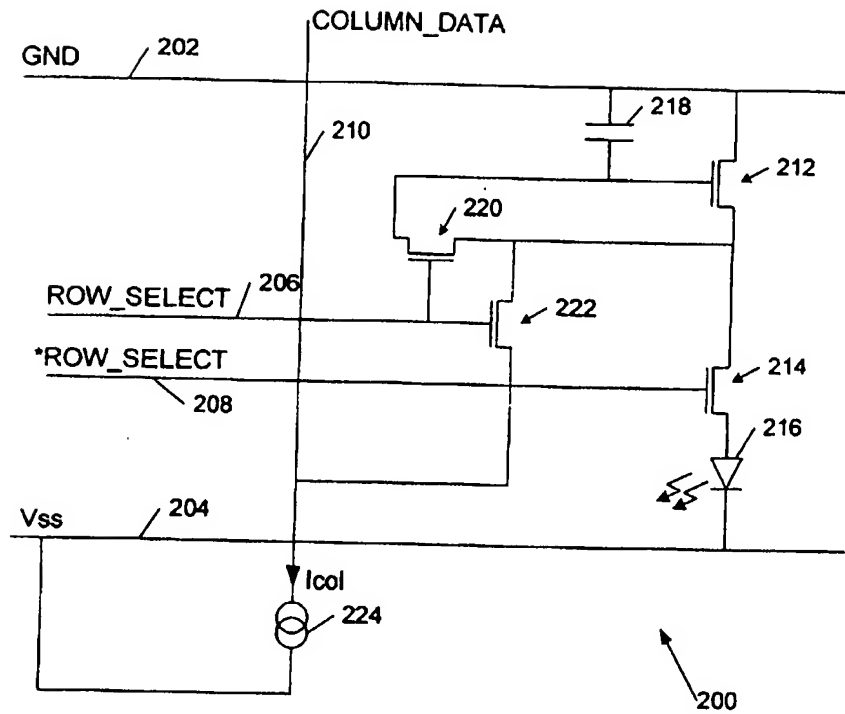 COLUMN_DATA
GND
202
218
210
212
220
ROW_SELECT
206
222
*ROW_SELECT
214
208
216
Vss
204
Icol
224
200